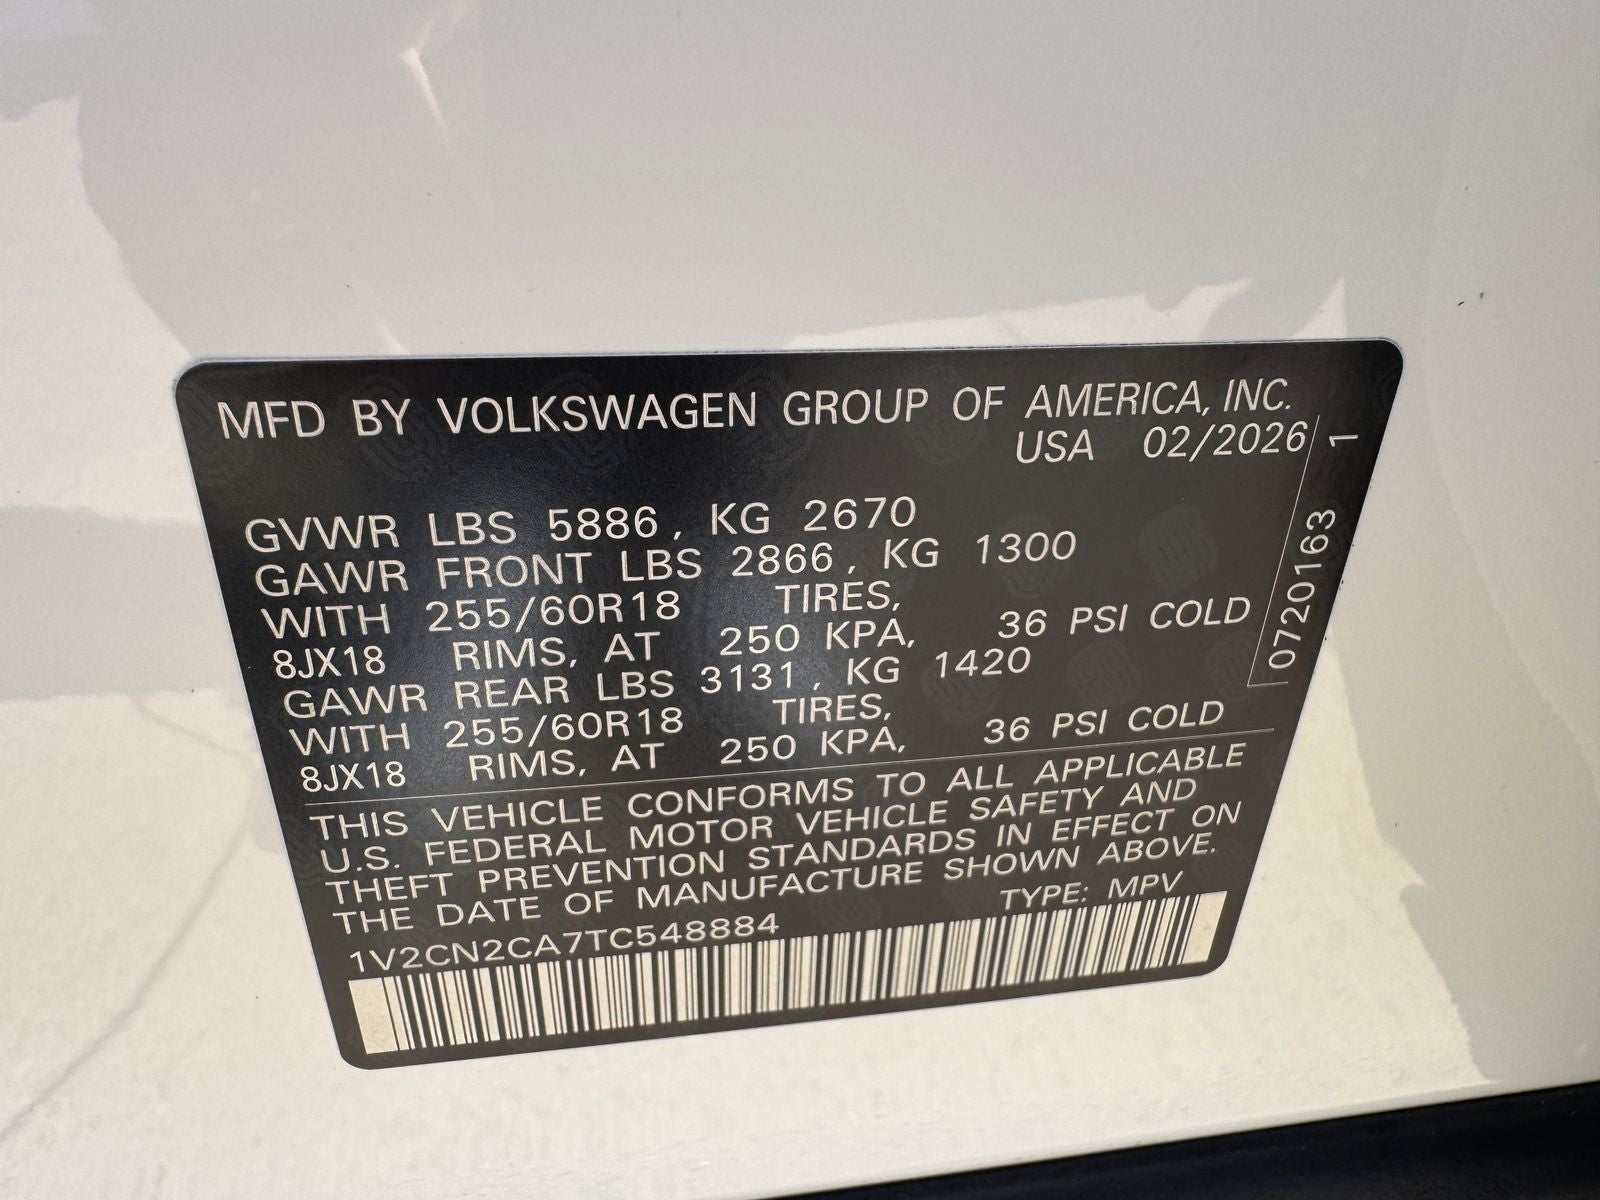 MFD BY VOLKSWAGEN GROUP OF AMERICA, INC.
USA 02/2026
GVWR LBS 5886, KG 2670
GAWR FRONT LBS 2866, KG 1300
WITH 255/60R18 TIRES,
8JX18 RIMS, AT 250 KPA, 36 PSI COLD
GAWR REAR LBS 3131, KG 1420
WITH 255/60R18 TIRES,
8JX18 RIMS, AT 250 KPA, 36 PSI COLD
THIS VEHICLE CONFORMS TO ALL APPLICABLE
U.S. FEDERAL MOTOR VEHICLE SAFETY AND
THEFT PREVENTION STANDARDS IN EFFECT ON
THE DATE OF MANUFACTURE SHOWN ABOVE.
TYPE: MPV
1V2CN2CA7TC548884
0720163 1